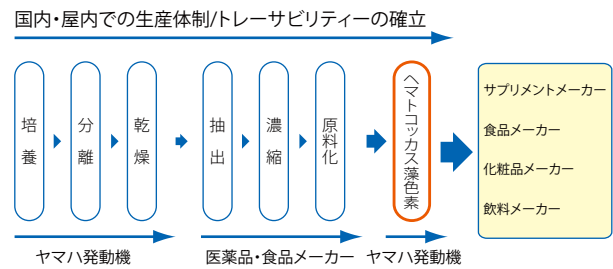 国内・屋内での生産体制/トレーサビリティーの確立
培養
分離
乾燥
抽出
濃縮
原料化
ヘマトコッカス藻色素
サプリメントメーカー
食品メーカー
化粧品メーカー
飲料メーカー
ヤマハ発動機
医薬品・食品メーカー
ヤマハ発動機